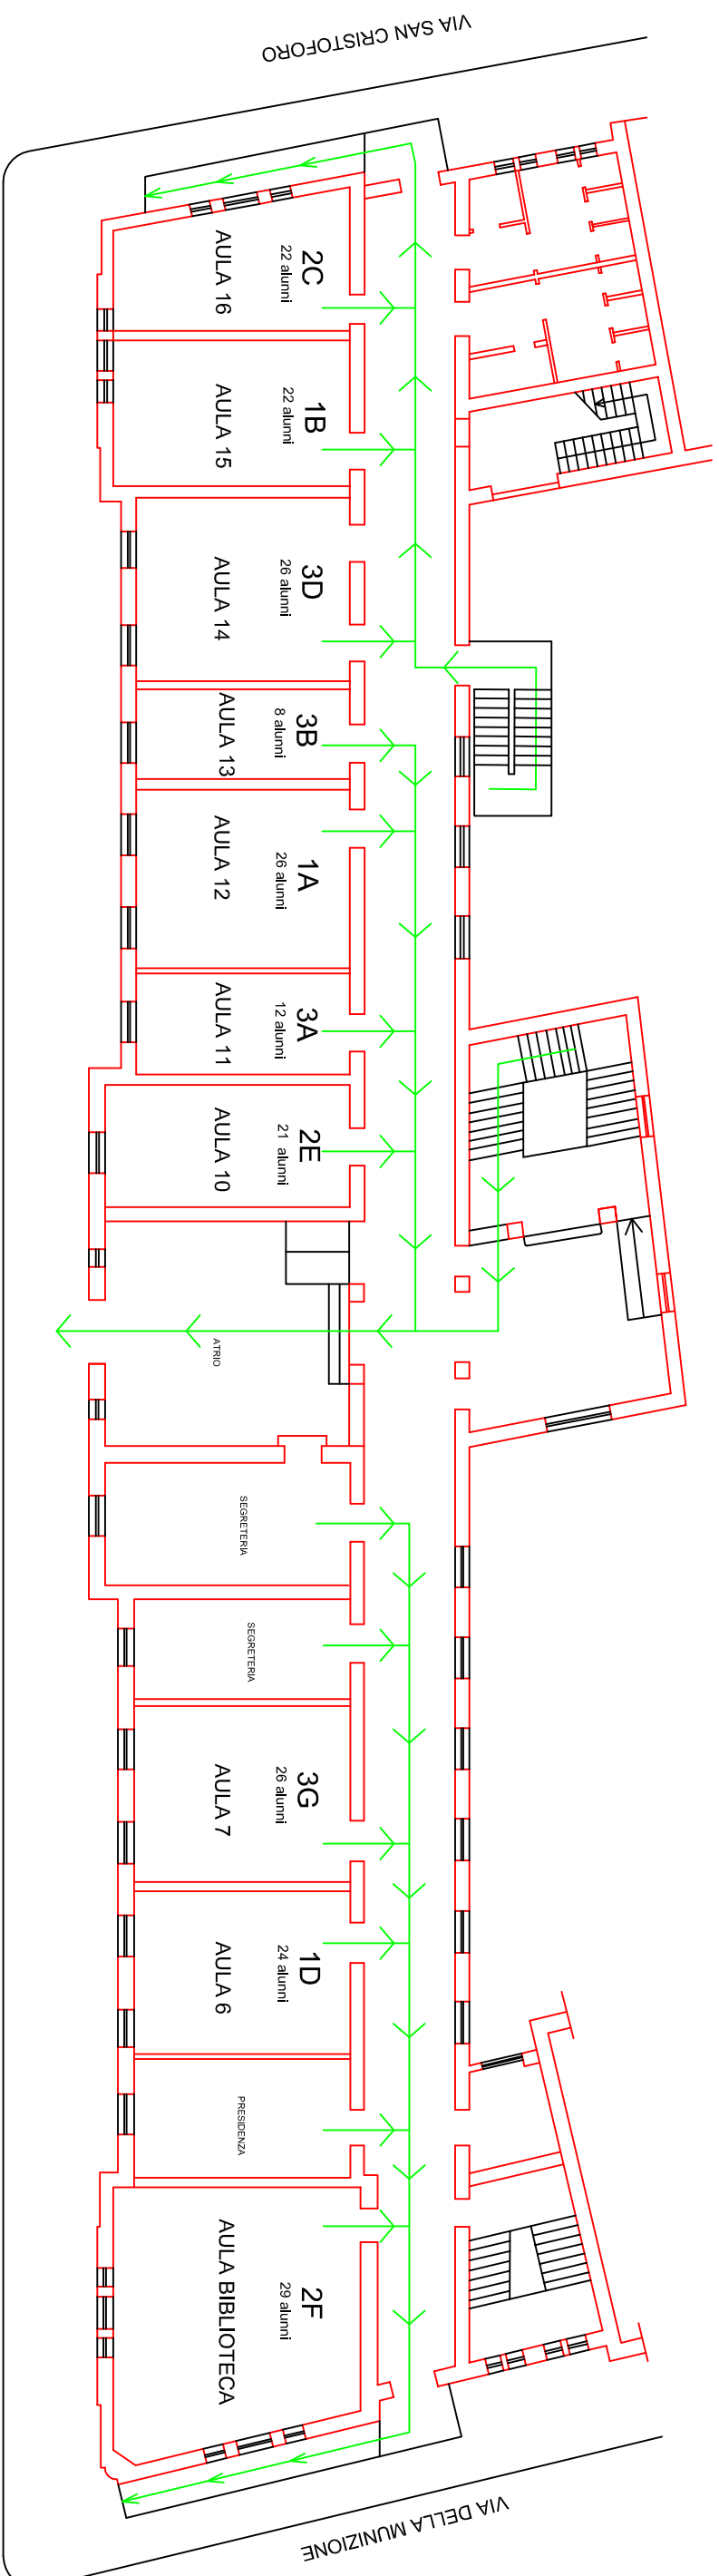 VIA SAN CRISTOFORO
2C
22 alunni
AULA 16
1B
22 alunni
AULA 15
3D
26 alunni
AULA 14
3B
8 alunni
AULA 13
1A
26 alunni
AULA 12
3A
12 alunni
AULA 11
2E
21 alunni
AULA 10
ATRIO
SEGRETERIA
SEGRETERIA
3G
26 alunni
AULA 7
1D
24 alunni
AULA 6
PRESIDENZA
2F
29 alunni
AULA BIBLIOTECA
VIA DELLA MUNIZIONE